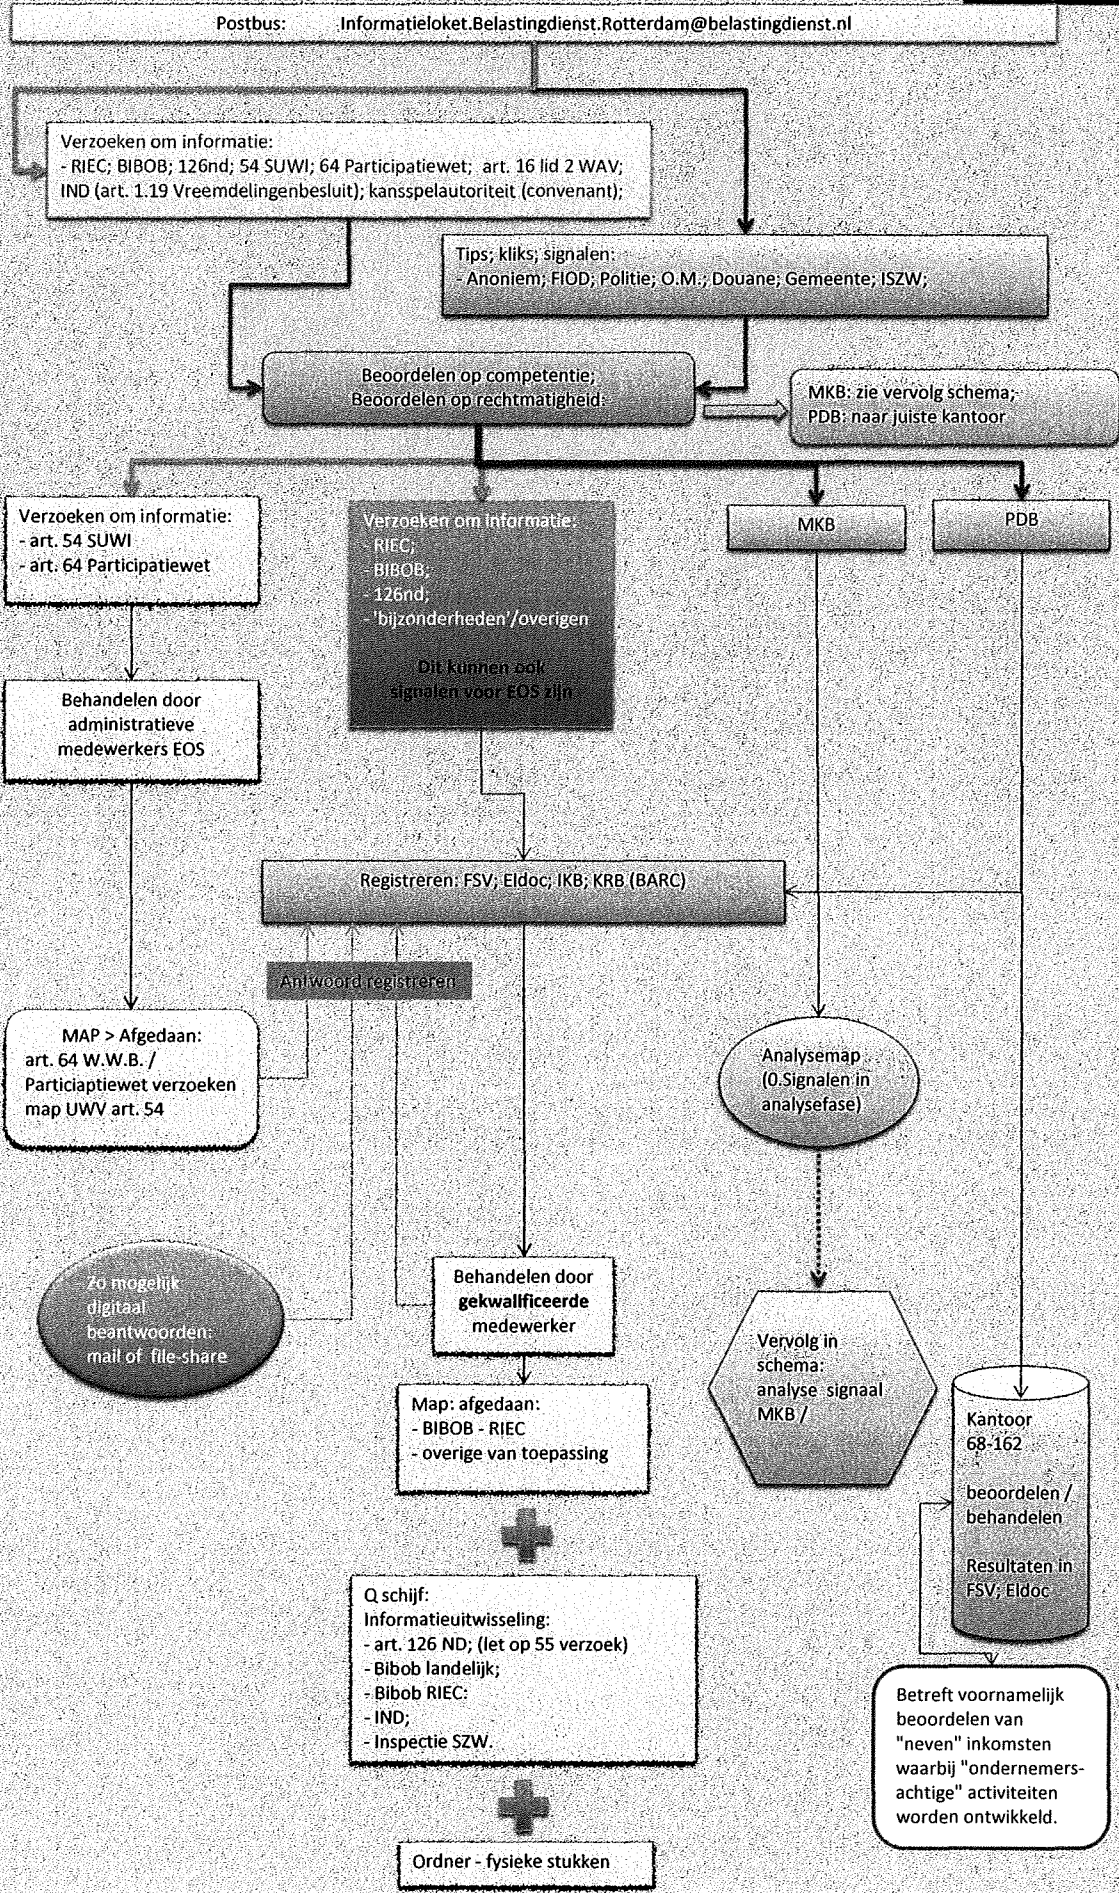 Postbus: Informatieloket.Belastingdienst.Rotterdam@belastingdienst.nl
Verzoeken om informatie:
- RIEC; BIBOB; 126nd; 54 SUWI; 64 Participatiewet; art. 16 lid 2 WAV;
IND (art. 1.19 Vreemdelingenbesluit); kansspelautoriteit (convenant);
Tips; kliks; signalen:
- Anoniem; FIOD; Politie; O.M.; Douane; Gemeente; ISZW;
Beoordelen op competentie;
Beoordelen op rechtmatigheid:
MKB: zie vervolg schema;
PDB: naar juiste kantoor
Verzoeken om informatie:
- art. 54 SUWI
- art. 64 Participatiewet
Verzoeken om informatie:
- RIEC;
- BIBOB;
- 126nd;
- 'bijzonderheden'/overigen
Dit kunnen ook
signalen voor EOS zijn
MKB
PDB
Behandelen door
administratieve
medewerkers EOS
Registreren: FSV; Eldoc; IKB; KRB (BARC)
Antwoord registreren
MAP > Afgedaan:
art. 64 W.W.B. /
Particiaptiewet verzoeken
map UWV art. 54
Analysemap
(0.Signalen in
analysefase)
Zo mogelijk
digitaal
beantwoorden:
mail of file-share
Behandelen door
gekwalificeerde
medewerker
Vervolg in
schema:
analyse signaal
MKB /
Map: afgedaan:
- BIBOB - RIEC
- overige van toepassing
Kantoor
68-162
beoordelen /
behandelen
Resultaten in
FSV; Eldoc
Q schijf:
Informatieuitwisseling:
- art. 126 ND; (let op 55 verzoek)
- Bibob landelijk;
- Bibob RIEC:
- IND;
- Inspectie SZW.
Betreft voornamelijk
beoordelen van
"neven" inkomsten
waarbij "ondernemers-
achtige" activiteiten
worden ontwikkeld.
Ordner - fysieke stukken